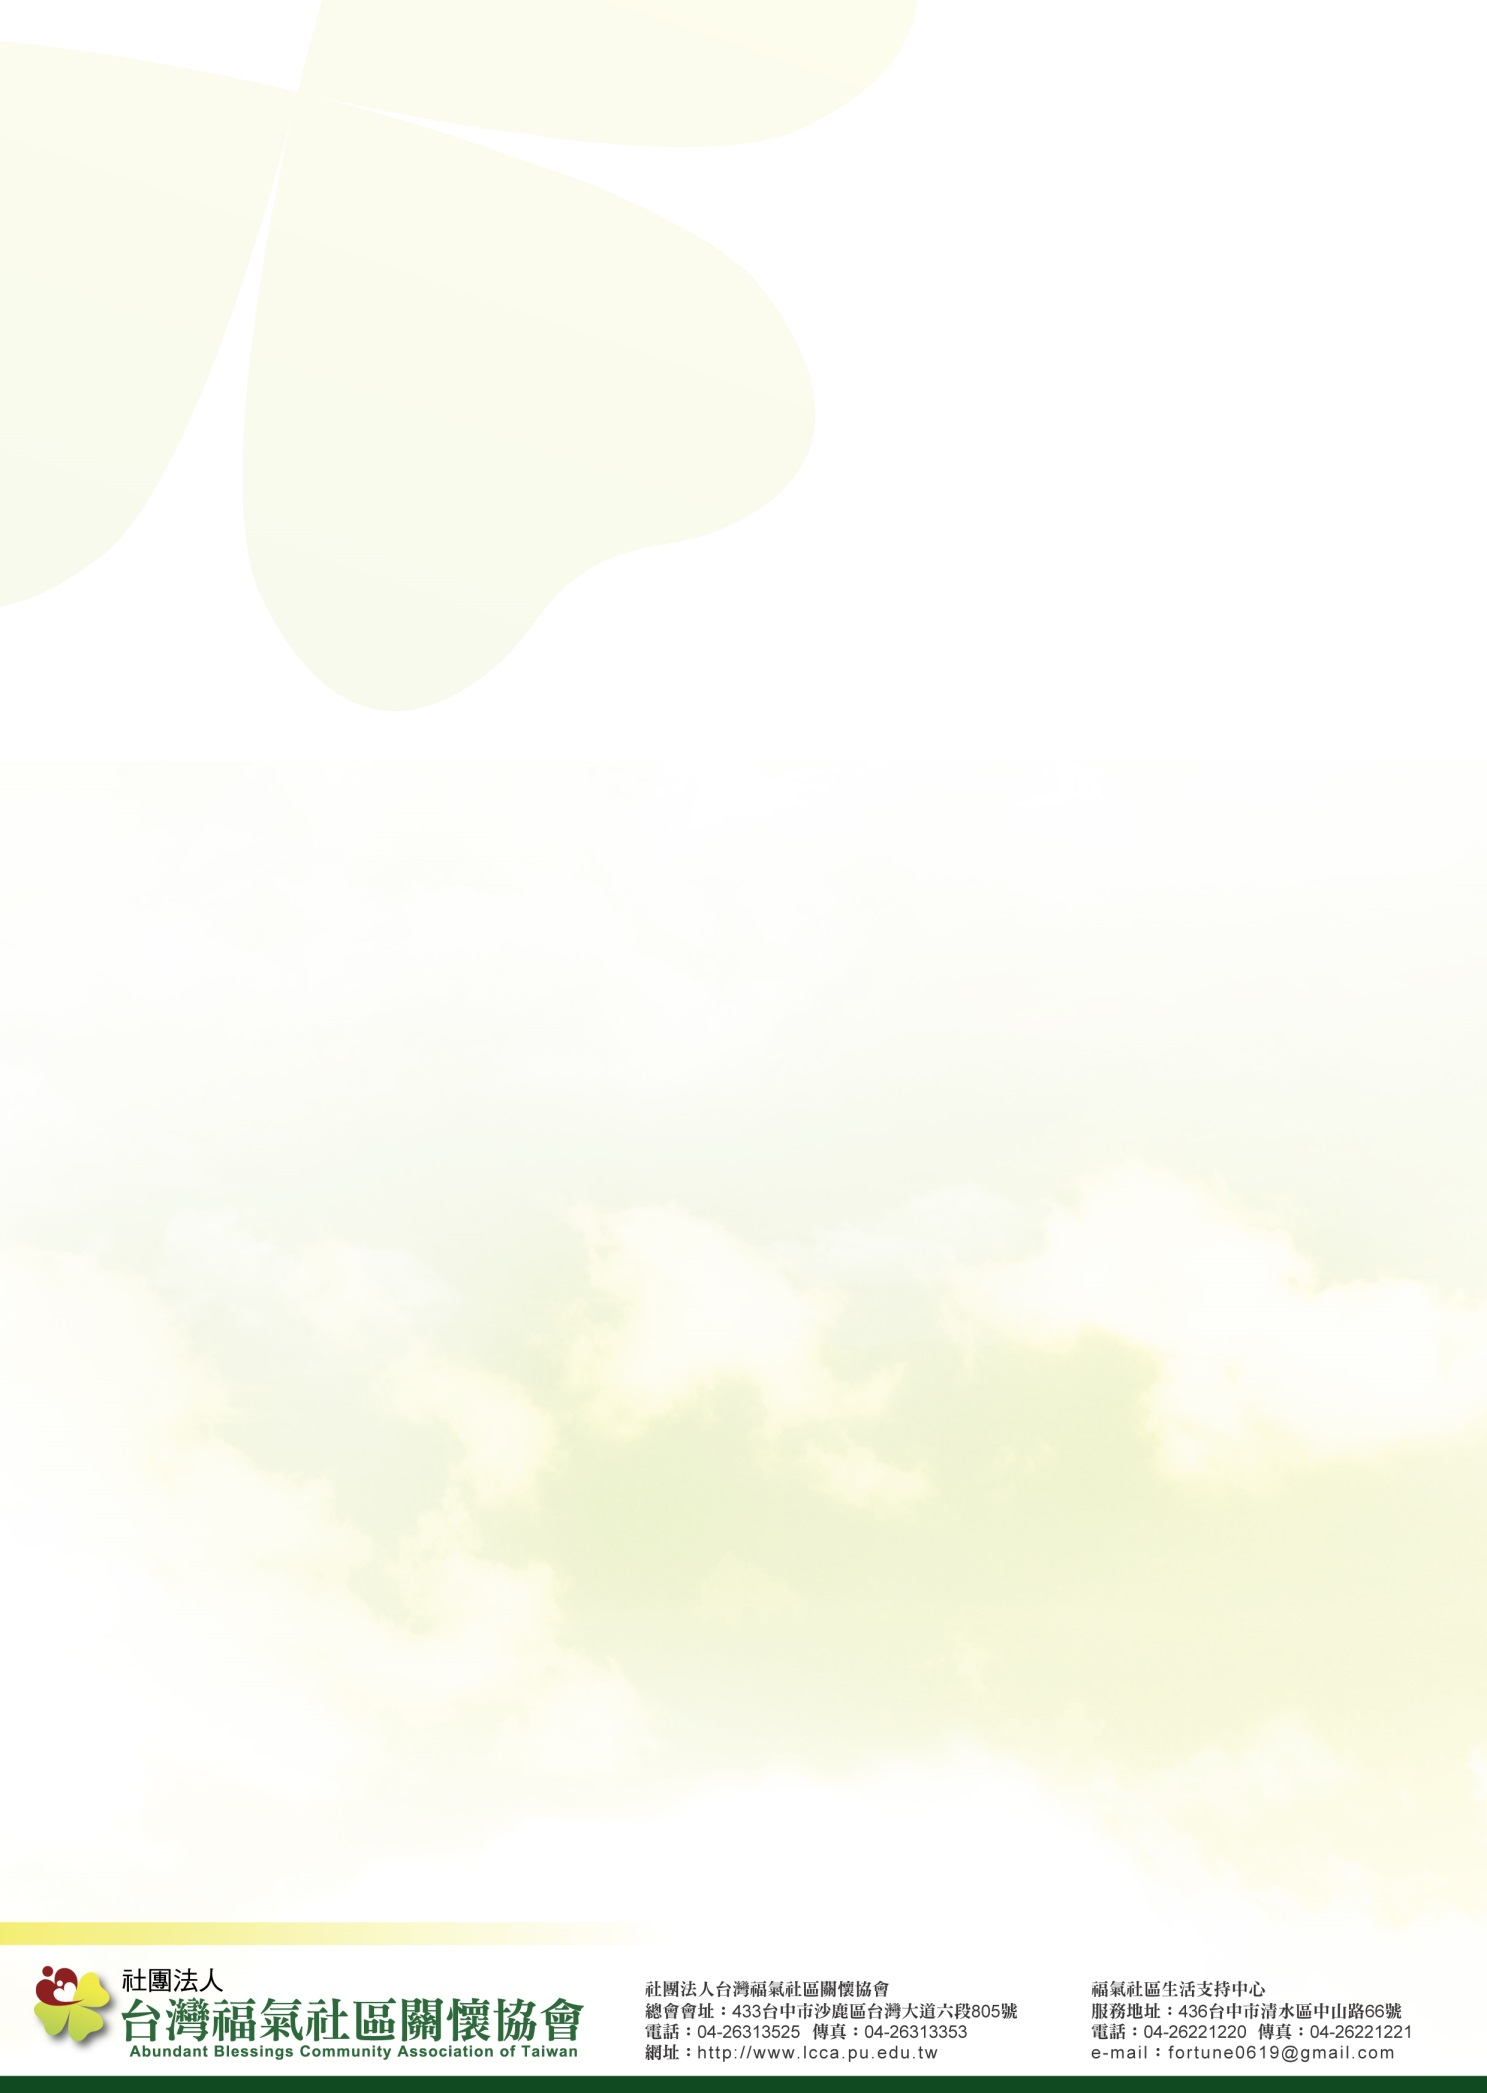 社團法人
台灣福氣社區關懷協會
Abundant Blessings Community Association of Taiwan
社團法人台灣福氣社區關懷協會
總會會址：433台中市沙鹿區台灣大道六段805號
電話：04-26313525 傳真：04-26313353
網址：http://www.lcca.pu.edu.tw
福氣社區生活支持中心
服務地址：436台中市清水區中山路66號
電話：04-26221220 傳真：04-26221221
e-mail：fortune0619@gmail.com